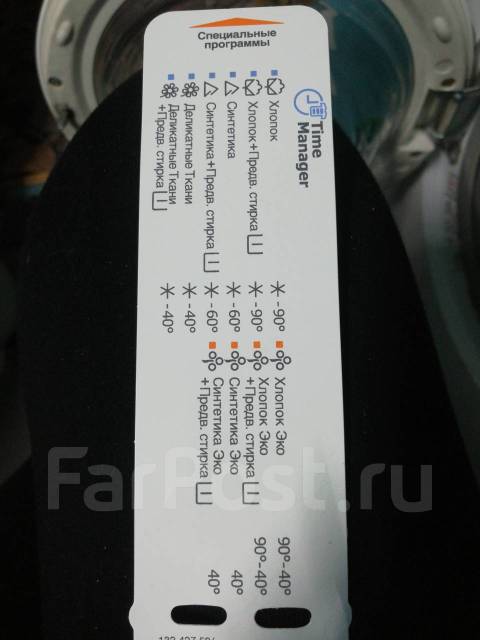 Специальные
программы
Time
Manager
Хлопок ✳-90° Хлопок Эко 90°-40°
Хлопок+Предв. стирка ✳-90° Хлопок Эко
+Предв. стирка 90°-40°
Синтетика ✳-60° Синтетика Эко 40°
Синтетика+Предв. стирка ✳-60° Синтетика Эко
+Предв. стирка 40°
Деликатные Ткани ✳-40°
Деликатные Ткани
+Предв. стирка ✳-40°
FarPost.ru